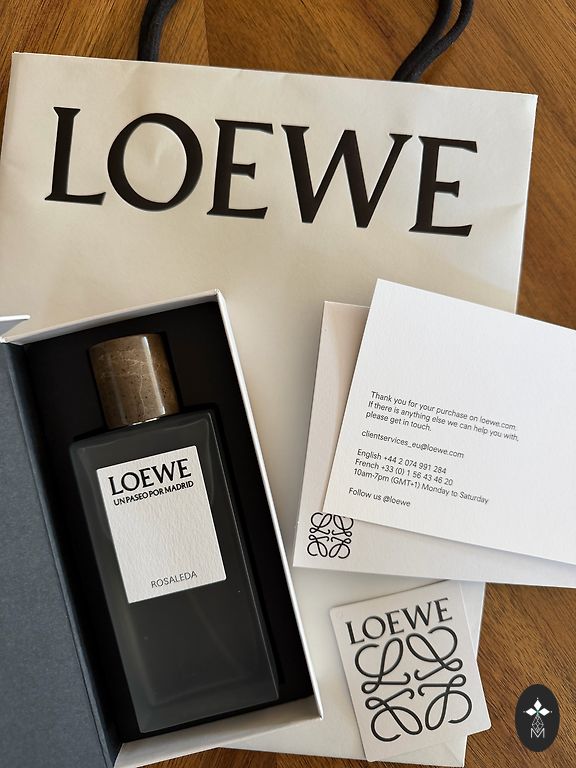 LOEWE
LOEWE
UN PASEO POR MADRID
ROSALEDA
Thank you for your purchase on loewe.com
If there is anything else we can help you with,
please get in touch.
clientservices_eu@loewe.com
English +44 2 074 991 284
French +33 (0) 1 56 43 46 20
10am-7pm (GMT+1) Monday to Saturday
Follow us @loewe
LOEWE
M